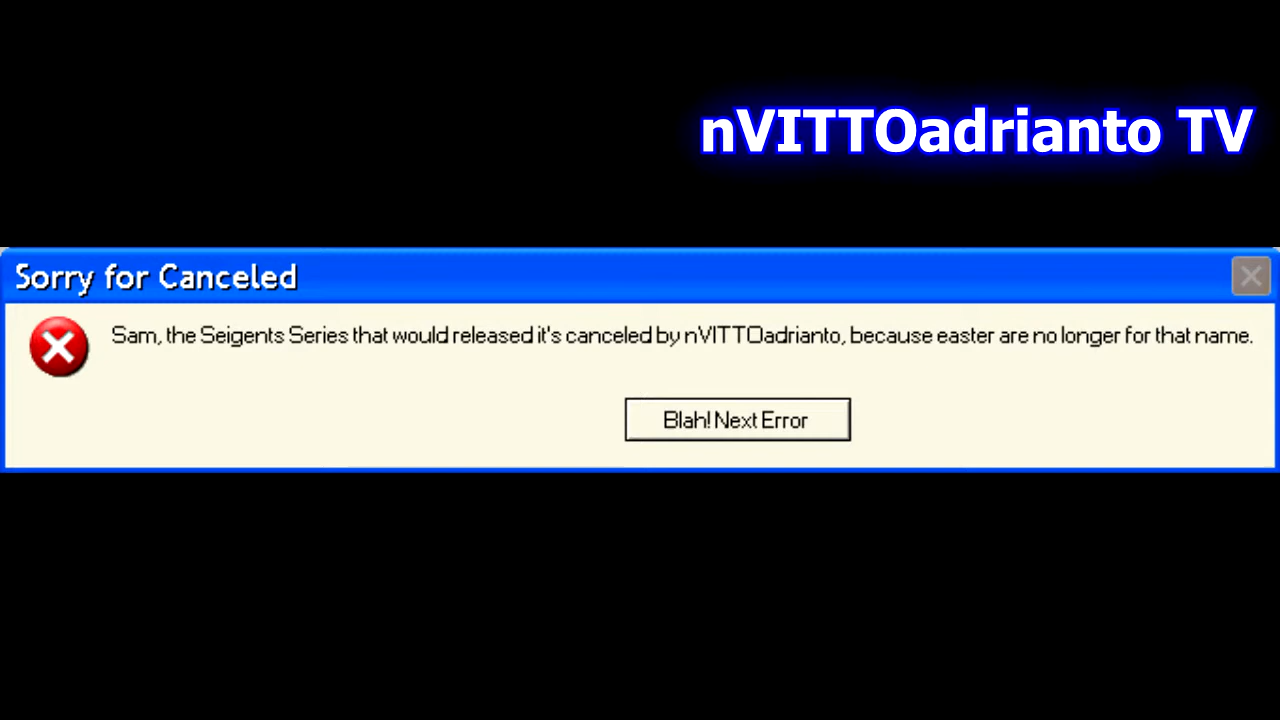 nVITTOadrianto TV
Sorry for Canceled
Sam, the Seigents Series that would released it's canceled by nVITTOadrianto, because easter are no longer for that name.
Blah! Next Error